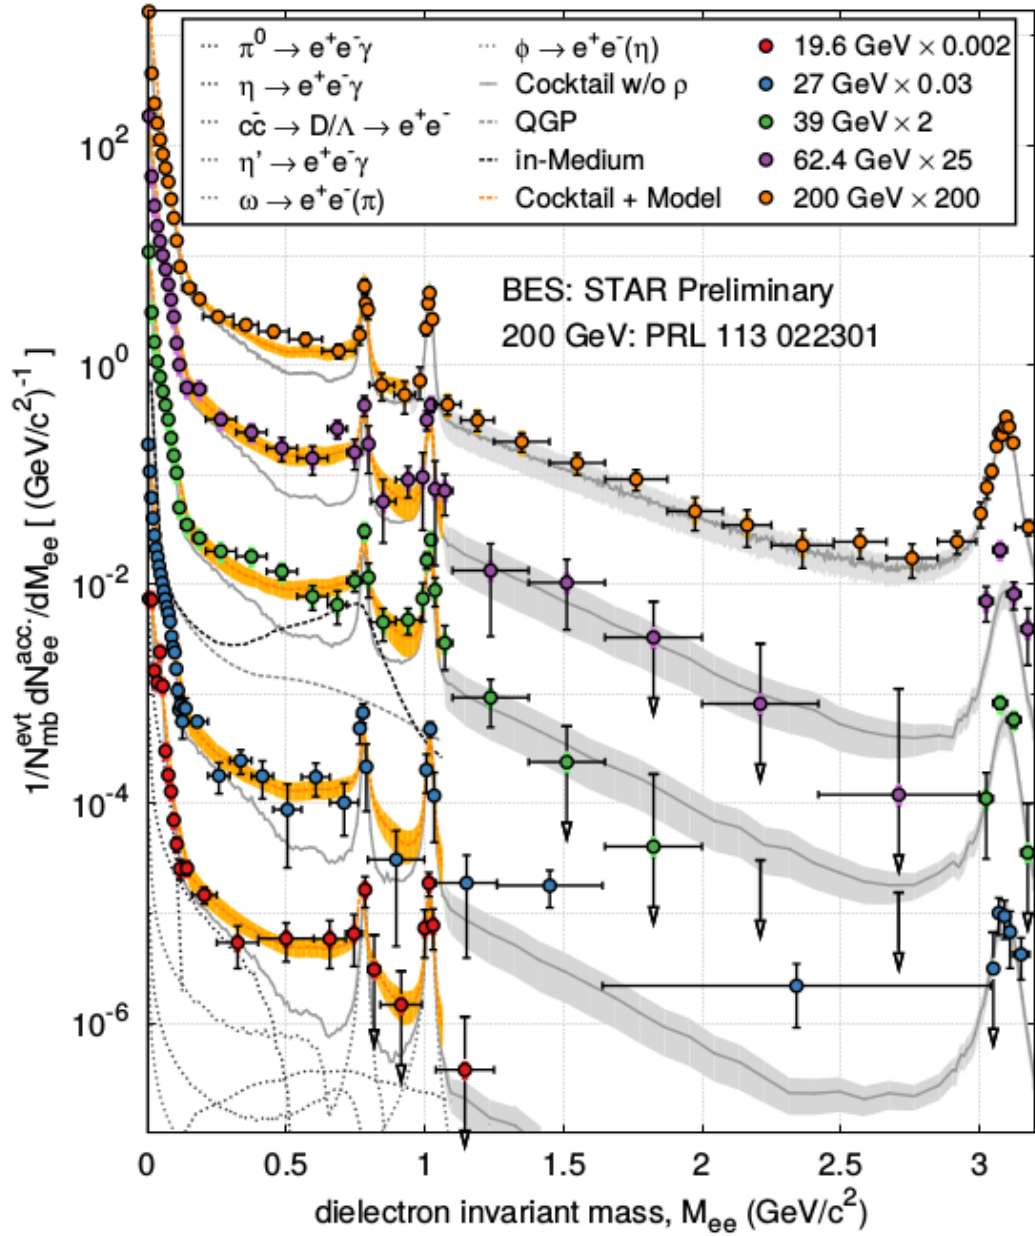 π⁰ → e⁺e⁻γ
η → e⁺e⁻γ
cc̄ → D/Λ → e⁺e⁻
η' → e⁺e⁻γ
ω → e⁺e⁻(π)
ϕ → e⁺e⁻(η)
Cocktail w/o ρ
QGP
in-Medium
Cocktail + Model
19.6 GeV × 0.002
27 GeV × 0.03
39 GeV × 2
62.4 GeV × 25
200 GeV × 200
BES: STAR Preliminary
200 GeV: PRL 113 022301
1/N_mb^evt dN_ee^acc./dM_ee [ (GeV/c²)⁻¹ ]
10²
10⁰
10⁻²
10⁻⁴
10⁻⁶
0 0.5 1 1.5 2 2.5 3
dielectron invariant mass, M_ee (GeV/c²)